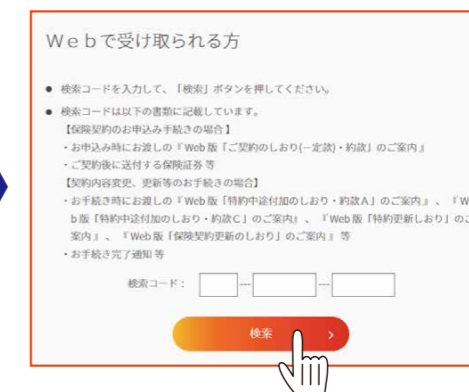 Ｗｅｂで受け取られる方
● 検索コードを入力して、「検索」ボタンを押してください。
● 検索コードは以下の書類に記載しています。
【保険契約のお申込み手続きの場合】
・お申込み時にお渡しの『Web版「ご契約のしおり(-定款)・約款」のご案内』
・ご契約後に送付する保険証券 等
【契約内容変更、更新等のお手続きの場合】
・お手続き時にお渡しの『Web版「特約中途付加のしおり・約款Ａ」のご案内』、『W
b版「特約中途付加のしおり・約款Ｃ」のご案内』、『Web版「特約更新しおり」のご
案内』、『Web版「保険契約更新のしおり」のご案内』等
・お手続き完了通知 等
検索コード： --- ---
検索 ＞